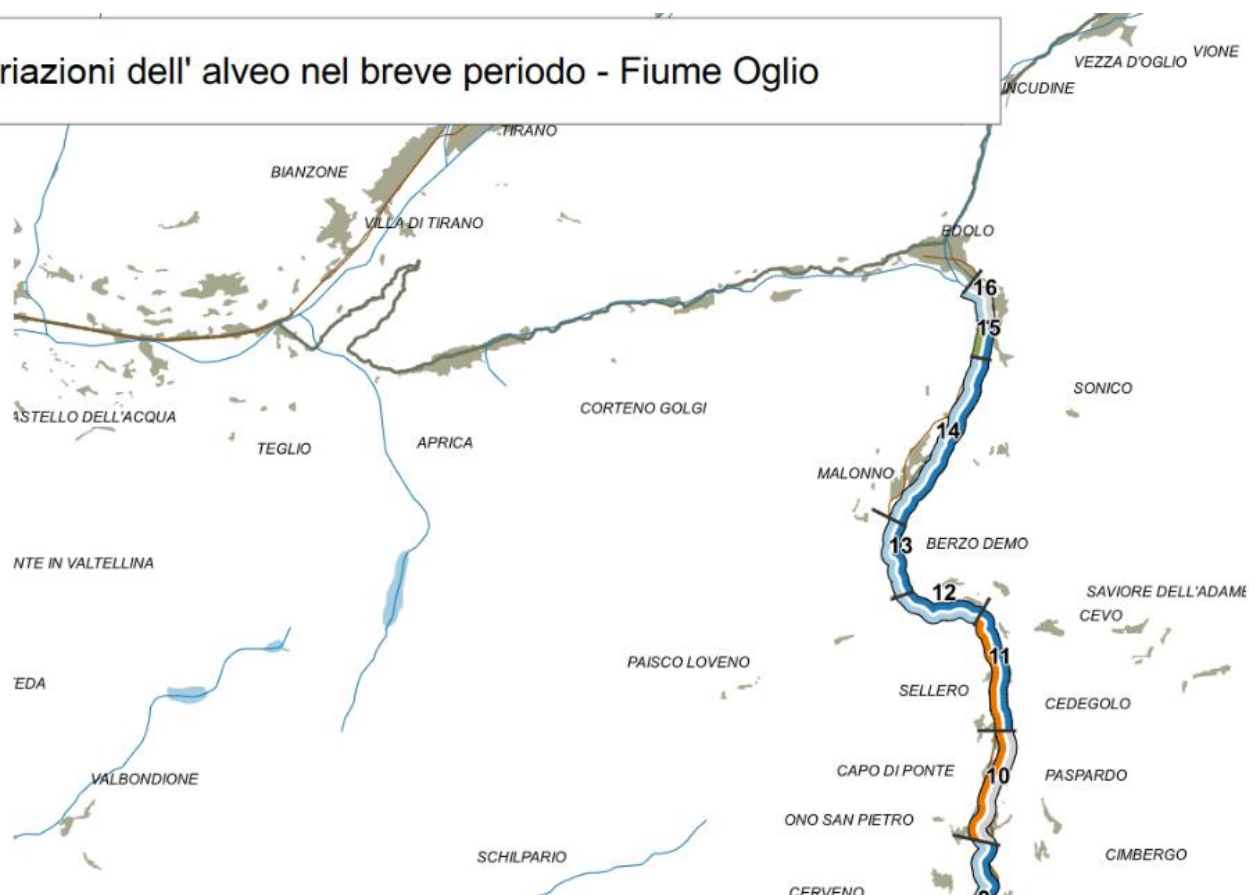 riazioni dell' alveo nel breve periodo - Fiume Oglio
VIONE
VEZZA D'OGLIO
INCUDINE
TIRANO
BIANZONE
VILLA DI TIRANO
EDOLO
16
15
SONICO
CORTENO GOLGI
ASTELLO DELL'ACQUA
14
APRICA
TEGLIO
MALONNO
13
BERZO DEMO
NTE IN VALTELLINA
12
SAVIORE DELL'ADAME
CEVO
11
PAISCO LOVENO
EDA
SELLERO
CEDEGOLO
CAPO DI PONTE
10
PASPARDO
VALBONDIONE
ONO SAN PIETRO
SCHILPARIO
CIMBERGO
CERVENO